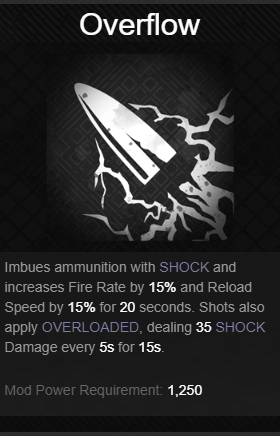 Overflow
Imbues ammunition with SHOCK and
increases Fire Rate by 15% and Reload
Speed by 15% for 20 seconds. Shots also
apply OVERLOADED, dealing 35 SHOCK
Damage every 5s for 15s.
Mod Power Requirement: 1,250